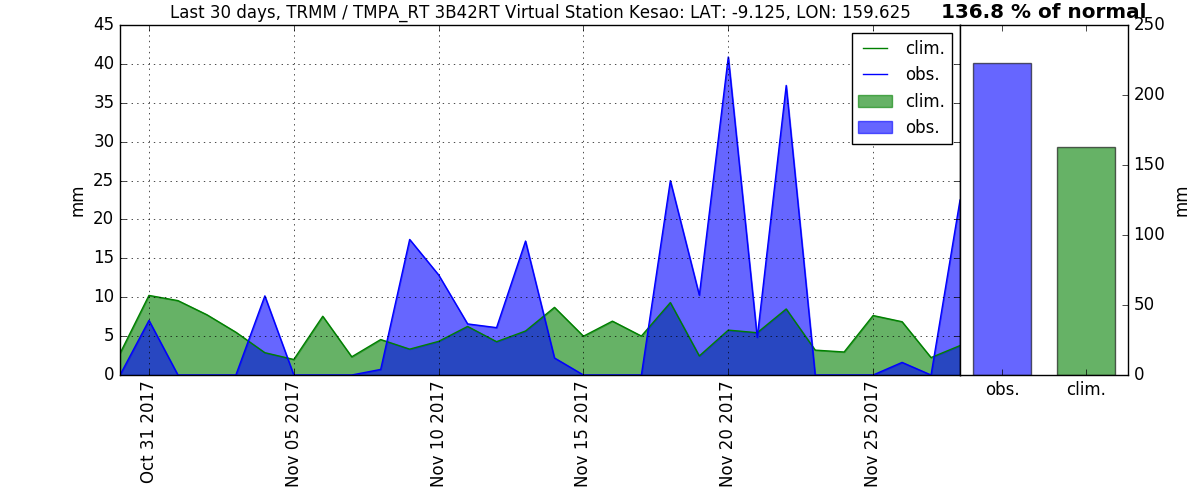 Last 30 days, TRMM / TMPA_RT 3B42RT Virtual Station Kesao: LAT: -9.125, LON: 159.625
136.8 % of normal
45
40
35
30
25
20
15
10
5
0
mm
clim.
obs.
clim.
obs.
Oct 31 2017
Nov 05 2017
Nov 10 2017
Nov 15 2017
Nov 20 2017
Nov 25 2017
250
200
150
100
50
0
mm
obs.
clim.